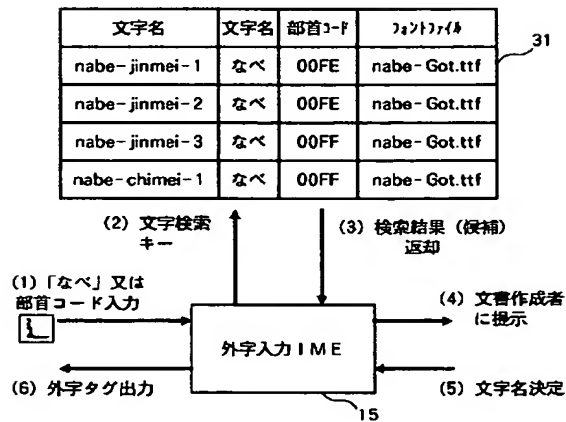 文字名 文字名 部首コード フォントファイル
31
nabe-jinmei-1 なべ 00FE nabe-Got.ttf
nabe-jinmei-2 なべ 00FE nabe-Got.ttf
nabe-jinmei-3 なべ 00FF nabe-Got.ttf
nabe-chimei-1 なべ 00FF nabe-Got.ttf
(2) 文字検索
キー
(3) 検索結果（候補）
返却
(1)「なべ」又は
部首コード入力
(4) 文書作成者
に提示
外字入力IME
(6) 外字タグ出力
(5) 文字名決定
15